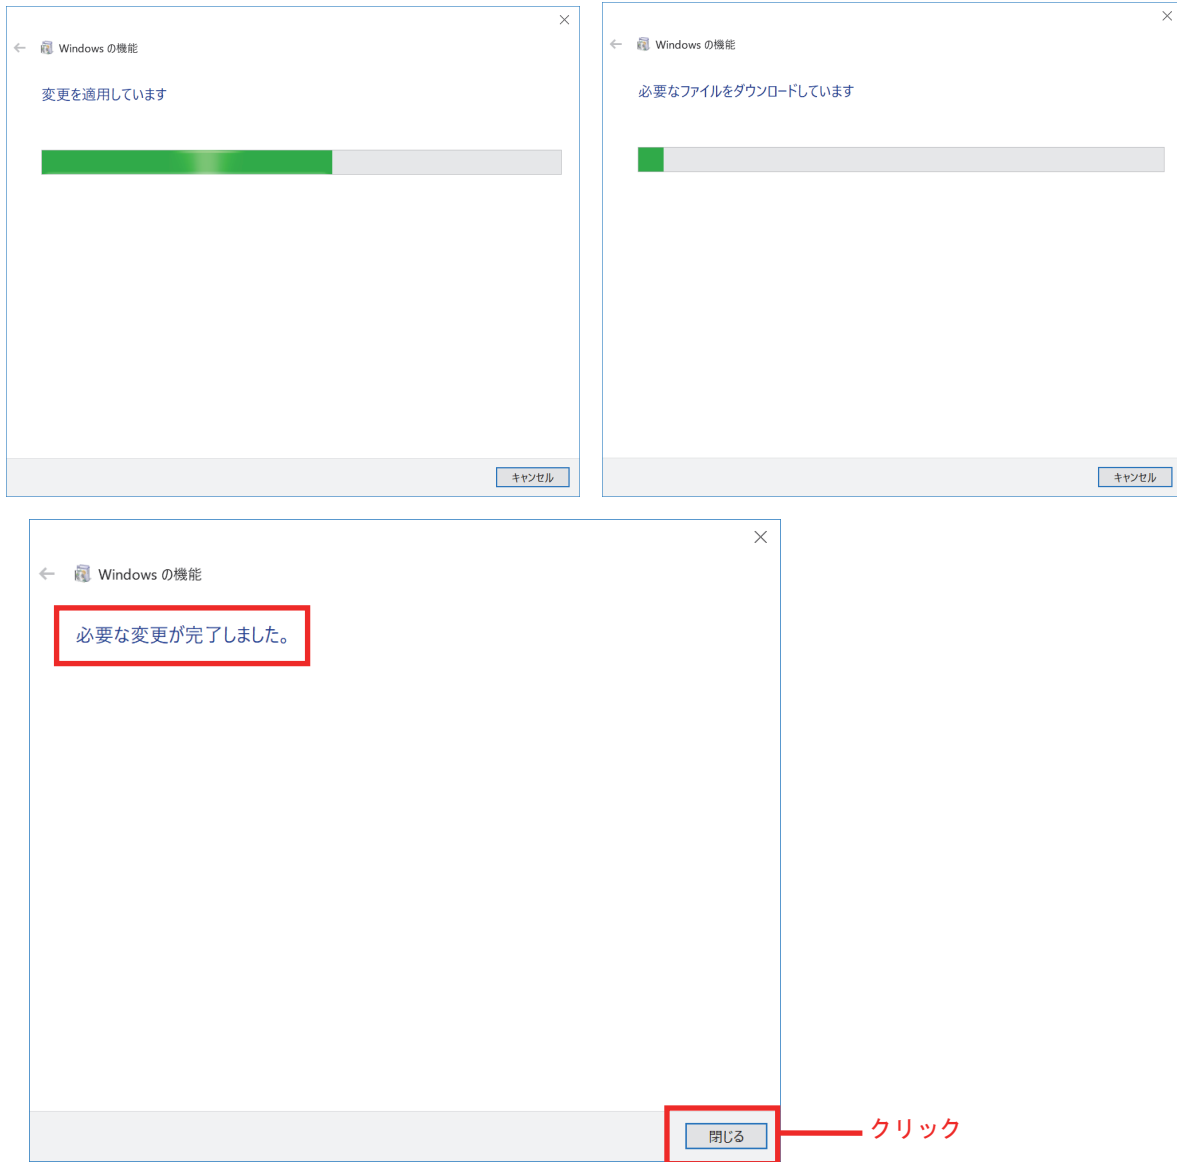 Windows の機能
変更を適用しています
キャンセル
Windows の機能
必要なファイルをダウンロードしています
キャンセル
Windows の機能
必要な変更が完了しました。
閉じる
クリック